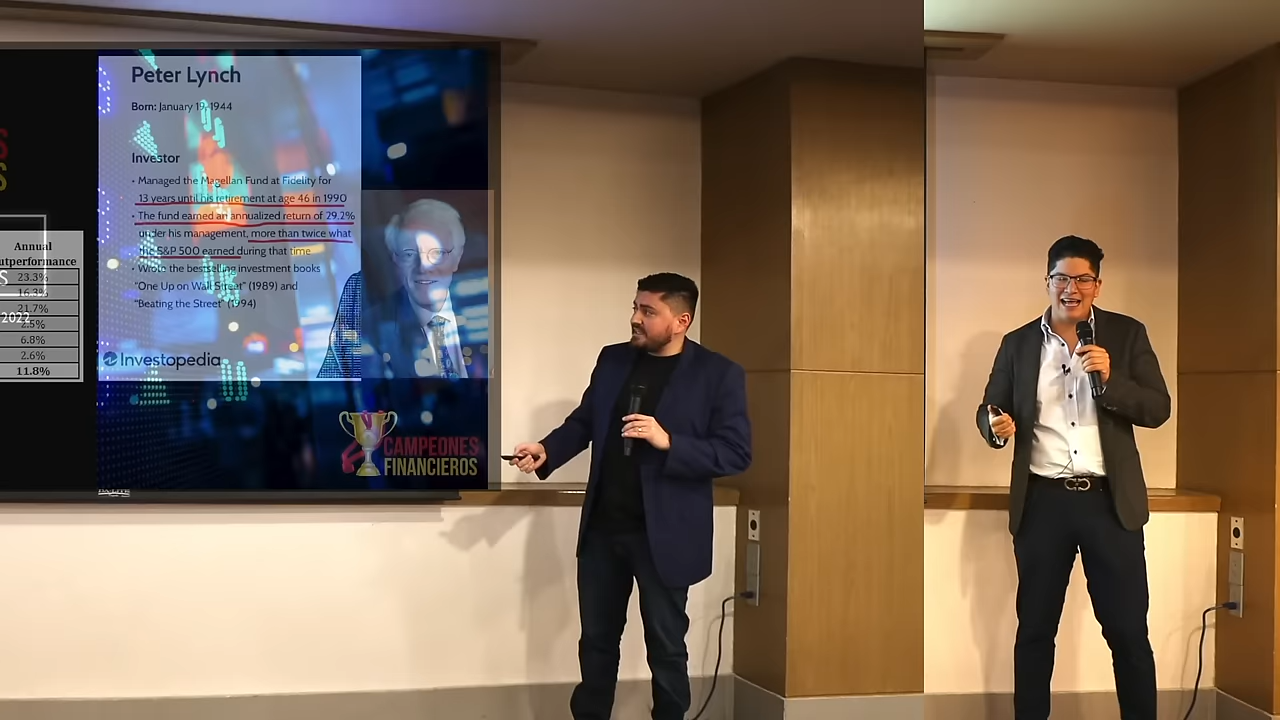 S
S
Annual
utperformance
23.3%
16.3%
21.7%
2.5%
6.8%
2.6%
11.8%
S
2022
Peter Lynch
Born: January 19, 1944
Investor
• Managed the Magellan Fund at Fidelity for
13 years until his retirement at age 46 in 1990
• The fund earned an annualized return of 29.2%
under his management, more than twice what
the S&P 500 earned during that time
• Wrote the bestselling investment books
"One Up on Wall Street" (1989) and
"Beating the Street" (1994)
Investopedia
CAMPEONES
FINANCIEROS